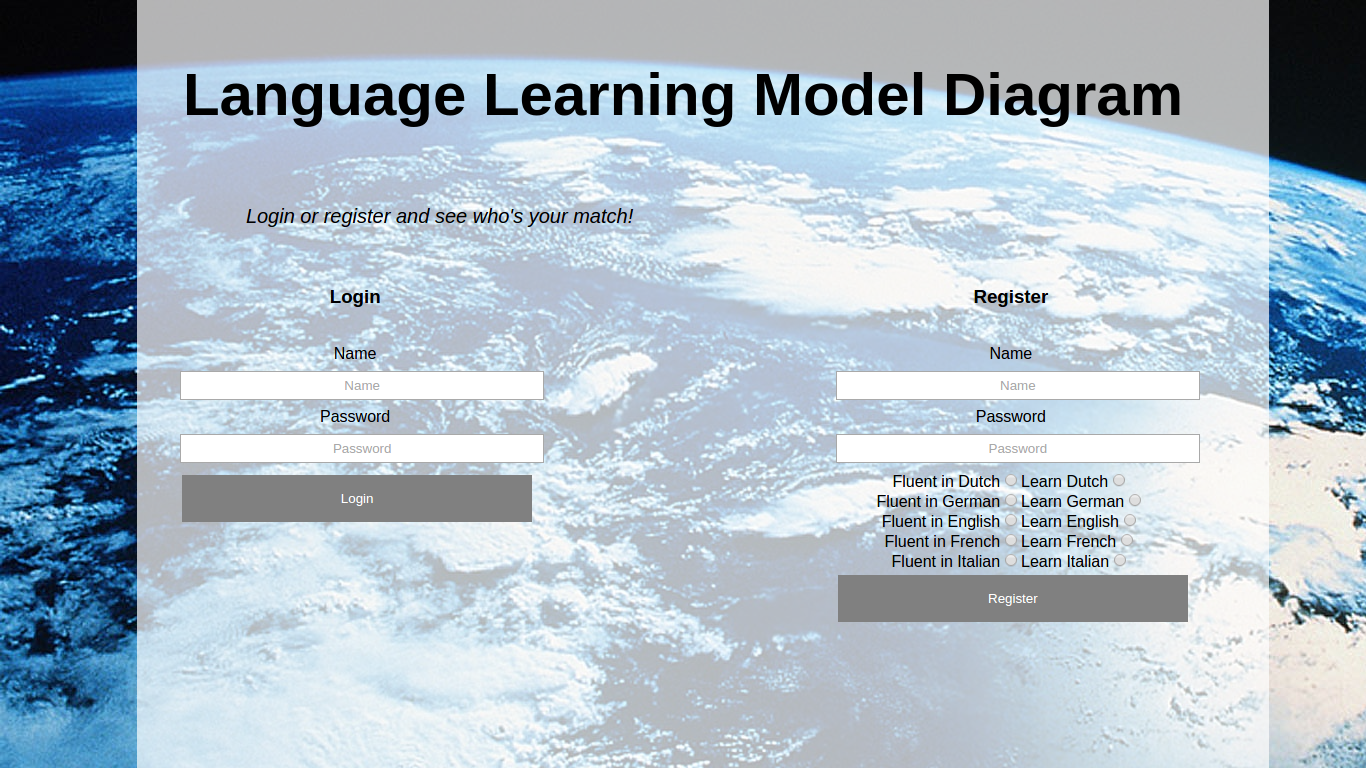 Language Learning Model Diagram
Login or register and see who's your match!
Login
Name
Name
Password
Password
Login
Register
Name
Name
Password
Password
Fluent in Dutch Learn Dutch
Fluent in German Learn German
Fluent in English Learn English
Fluent in French Learn French
Fluent in Italian Learn Italian
Register